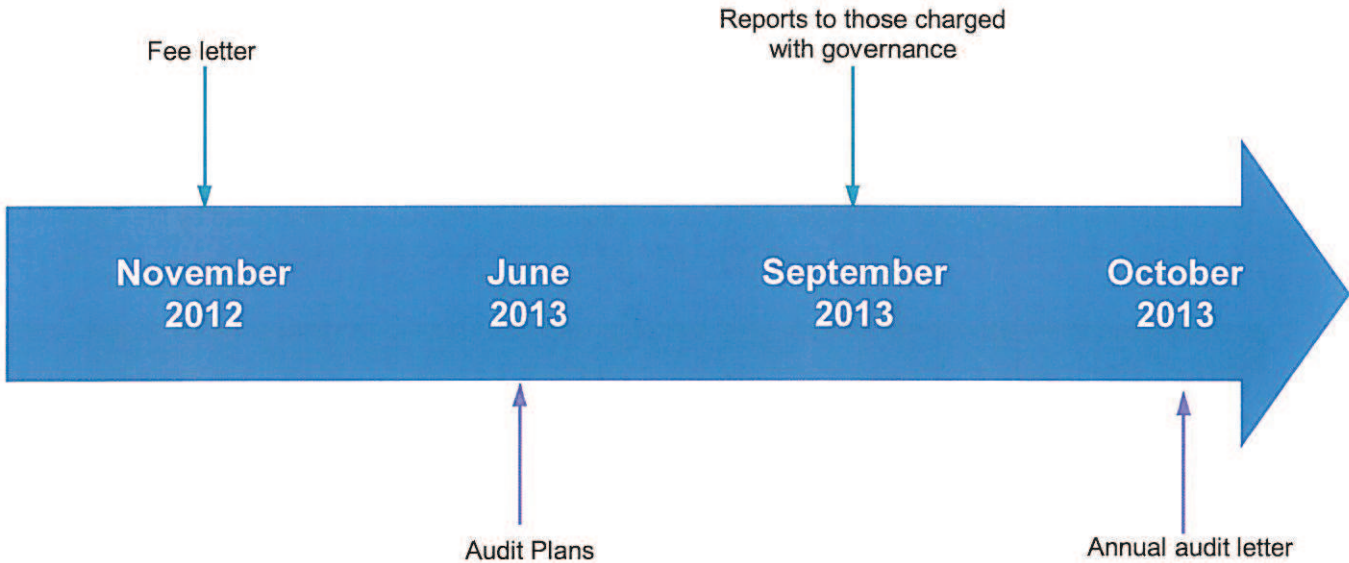 Reports to those charged
with governance
Fee letter
November
2012
June
2013
September
2013
October
2013
Audit Plans
Annual audit letter